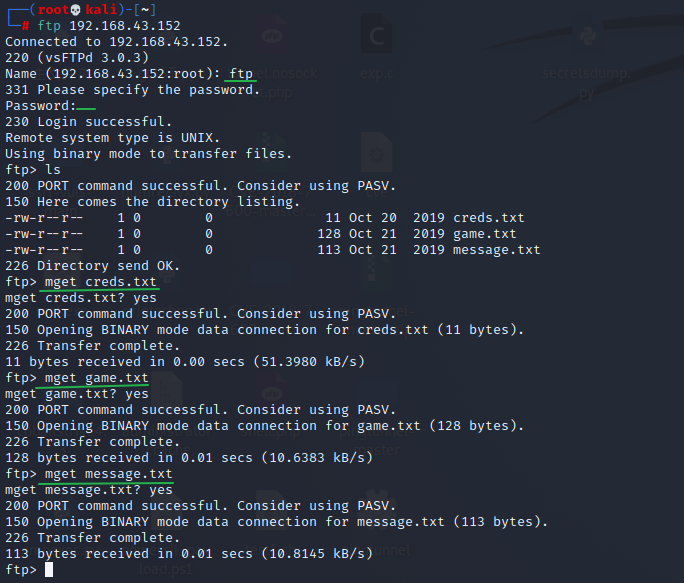 ┌──(root💀kali)-[~]
└─# ftp 192.168.43.152
Connected to 192.168.43.152.
220 (vsFTPd 3.0.3)
Name (192.168.43.152:root): ftp
331 Please specify the password.
Password:
230 Login successful.
Remote system type is UNIX.
Using binary mode to transfer files.
ftp> ls
200 PORT command successful. Consider using PASV.
150 Here comes the directory listing.
-rw-r--r--    1 0        0              11 Oct 20  2019 creds.txt
-rw-r--r--    1 0        0             128 Oct 21  2019 game.txt
-rw-r--r--    1 0        0             113 Oct 21  2019 message.txt
226 Directory send OK.
ftp> mget creds.txt
mget creds.txt? yes
200 PORT command successful. Consider using PASV.
150 Opening BINARY mode data connection for creds.txt (11 bytes).
226 Transfer complete.
11 bytes received in 0.00 secs (51.3980 kB/s)
ftp> mget game.txt
mget game.txt? yes
200 PORT command successful. Consider using PASV.
150 Opening BINARY mode data connection for game.txt (128 bytes).
226 Transfer complete.
128 bytes received in 0.01 secs (10.6383 kB/s)
ftp> mget message.txt
mget message.txt? yes
200 PORT command successful. Consider using PASV.
150 Opening BINARY mode data connection for message.txt (113 bytes).
226 Transfer complete.
113 bytes received in 0.01 secs (10.8145 kB/s)
ftp>
exp.c
secretsdump.
py
load.ps1